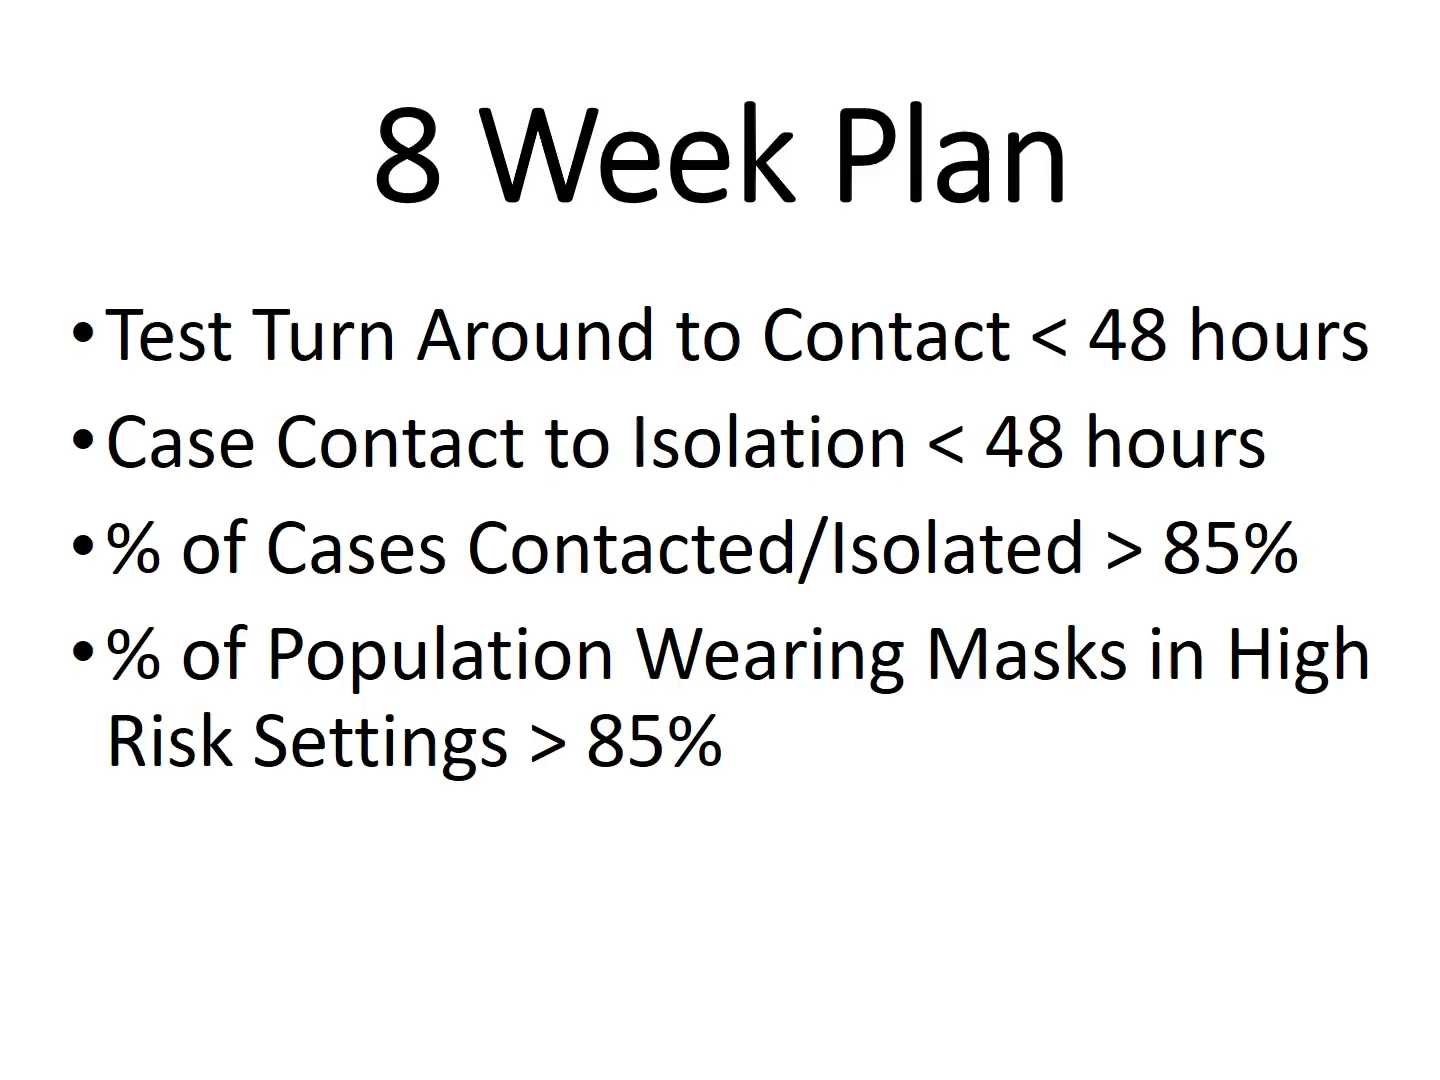 8 Week Plan
•Test Turn Around to Contact < 48 hours
•Case Contact to Isolation < 48 hours
•% of Cases Contacted/Isolated > 85%
•% of Population Wearing Masks in High
Risk Settings > 85%